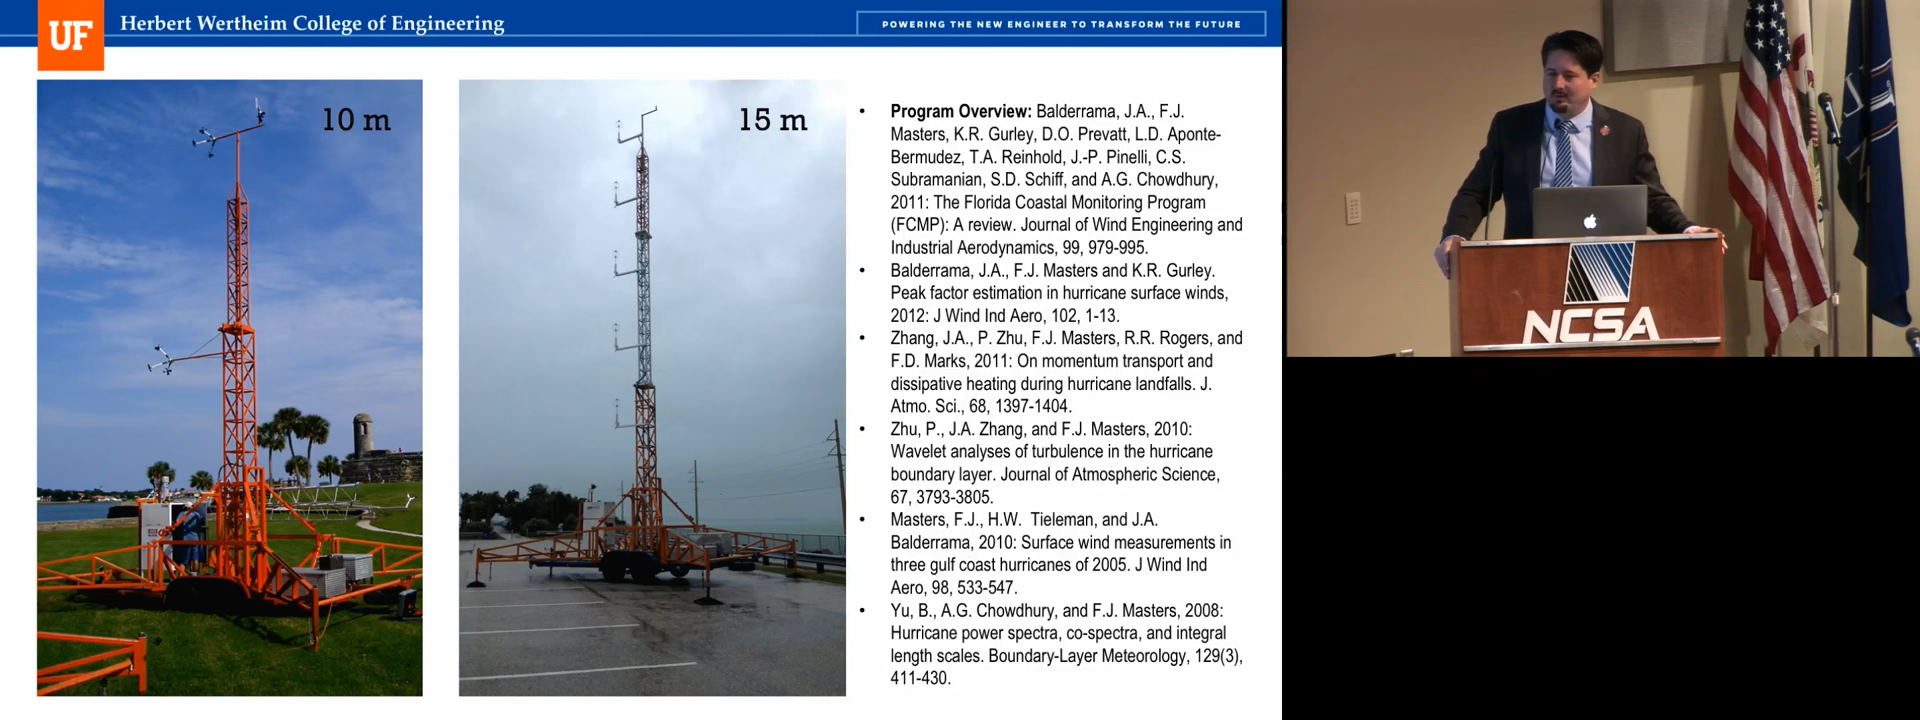 UF
Herbert Wertheim College of Engineering
POWERING THE NEW ENGINEER TO TRANSFORM THE FUTURE
10 m
15 m
• Program Overview: Balderrama, J.A., F.J.
Masters, K.R. Gurley, D.O. Prevatt, L.D. Aponte-
Bermudez, T.A. Reinhold, J.-P. Pinelli, C.S.
Subramanian, S.D. Schiff, and A.G. Chowdhury,
2011: The Florida Coastal Monitoring Program
(FCMP): A review. Journal of Wind Engineering and
Industrial Aerodynamics, 99, 979-995.
• Balderrama, J.A., F.J. Masters and K.R. Gurley.
Peak factor estimation in hurricane surface winds,
2012: J Wind Ind Aero, 102, 1-13.
• Zhang, J.A., P. Zhu, F.J. Masters, R.R. Rogers, and
F.D. Marks, 2011: On momentum transport and
dissipative heating during hurricane landfalls. J.
Atmo. Sci., 68, 1397-1404.
• Zhu, P., J.A. Zhang, and F.J. Masters, 2010:
Wavelet analyses of turbulence in the hurricane
boundary layer. Journal of Atmospheric Science,
67, 3793-3805.
• Masters, F.J., H.W. Tieleman, and J.A.
Balderrama, 2010: Surface wind measurements in
three gulf coast hurricanes of 2005. J Wind Ind
Aero, 98, 533-547.
• Yu, B., A.G. Chowdhury, and F.J. Masters, 2008:
Hurricane power spectra, co-spectra, and integral
length scales. Boundary-Layer Meteorology, 129(3),
411-430.
NCSA